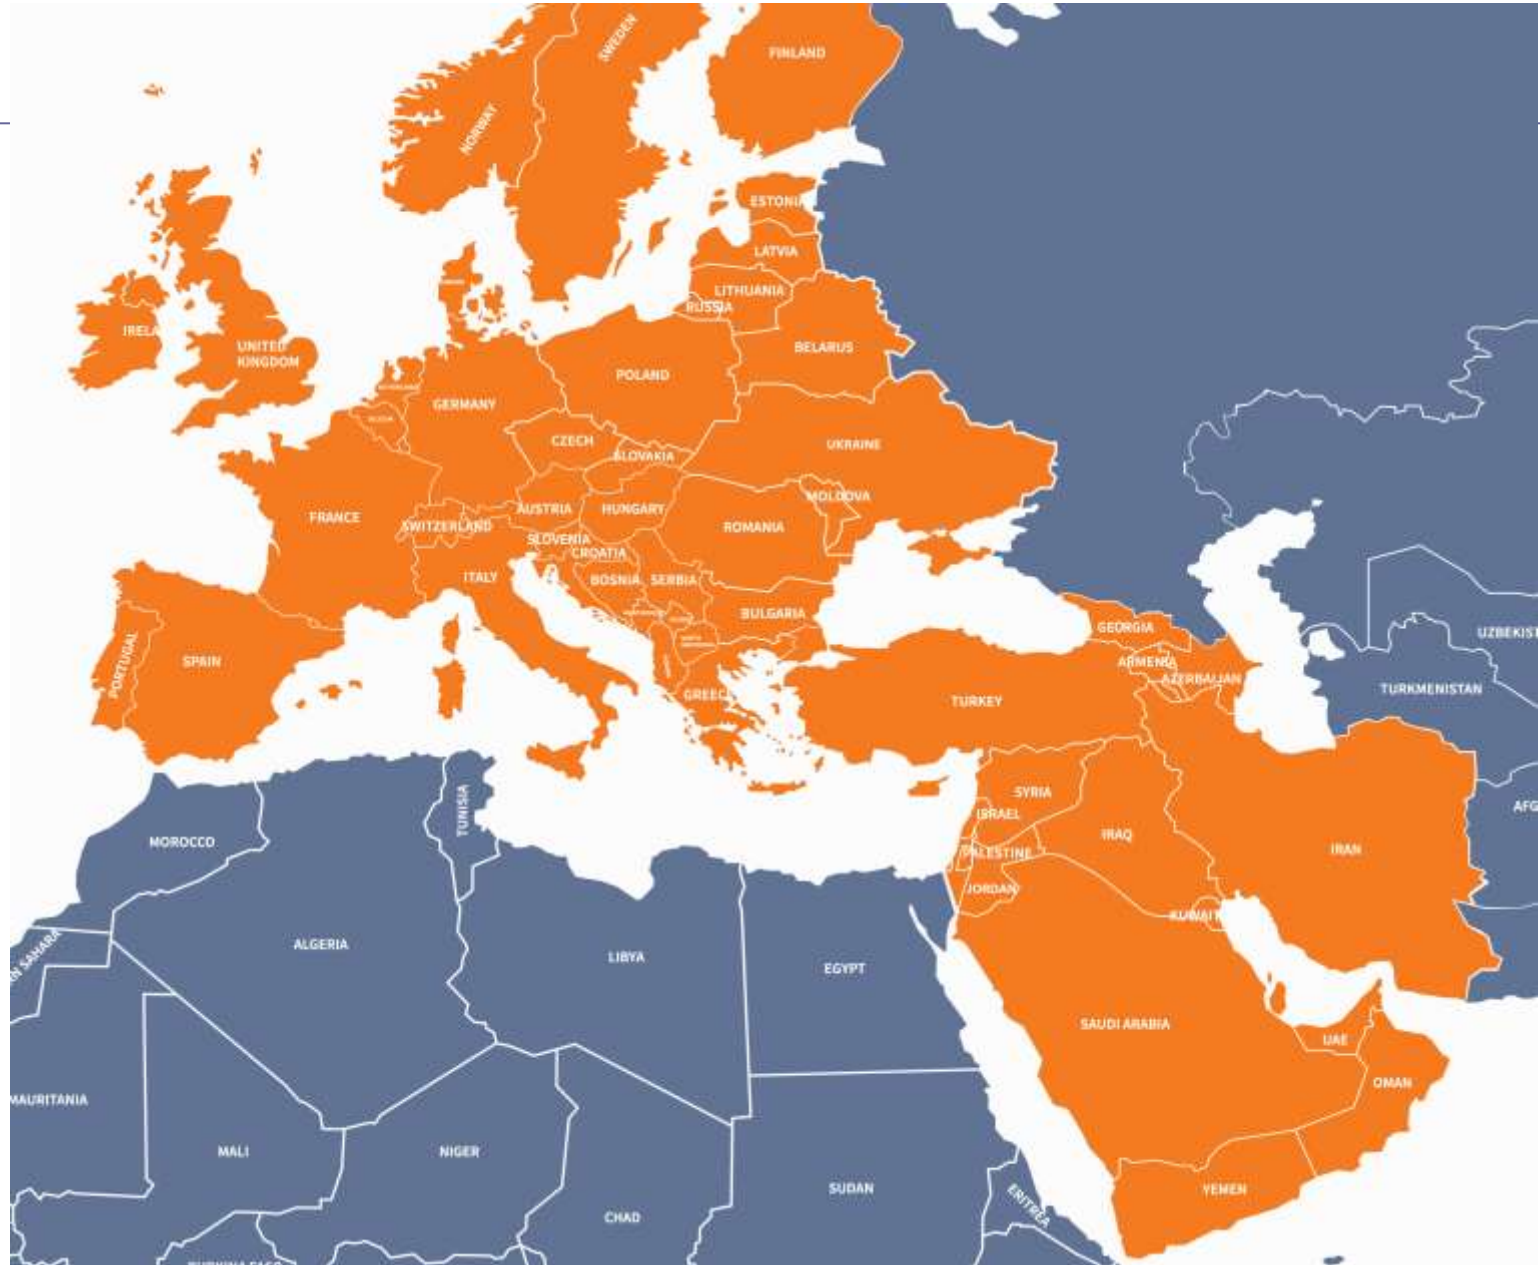 FINLAND
SWEDEN
NORWAY
ESTONIA
LATVIA
LITHUANIA
RUSSIA
IRELA
UNITED
KINGDOM
BELARUS
POLAND
GERMANY
CZECH
SLOVAKIA
UKRAINE
MOLDOVA
FRANCE
SWITZERLAND
AUSTRIA
HUNGARY
ROMANIA
SLOVENIA
CROATIA
ITALY
BOSNIA
SERBIA
BULGARIA
GEORGIA
UZBEKIST
PORTUGAL
SPAIN
ARMENIA
AZERBAIJAN
GREECE
TURKEY
TURKMENISTAN
SYRIA
ISRAEL
AFG
TUNISIA
MOROCCO
IRAQ
IRAN
PALESTINE
JORDAN
KUWAIT
AN SAHARA
ALGERIA
LIBYA
EGYPT
SAUDI ARABIA
UAE
OMAN
MAURITANIA
MALI
NIGER
SUDAN
ERITREA
YEMEN
CHAD